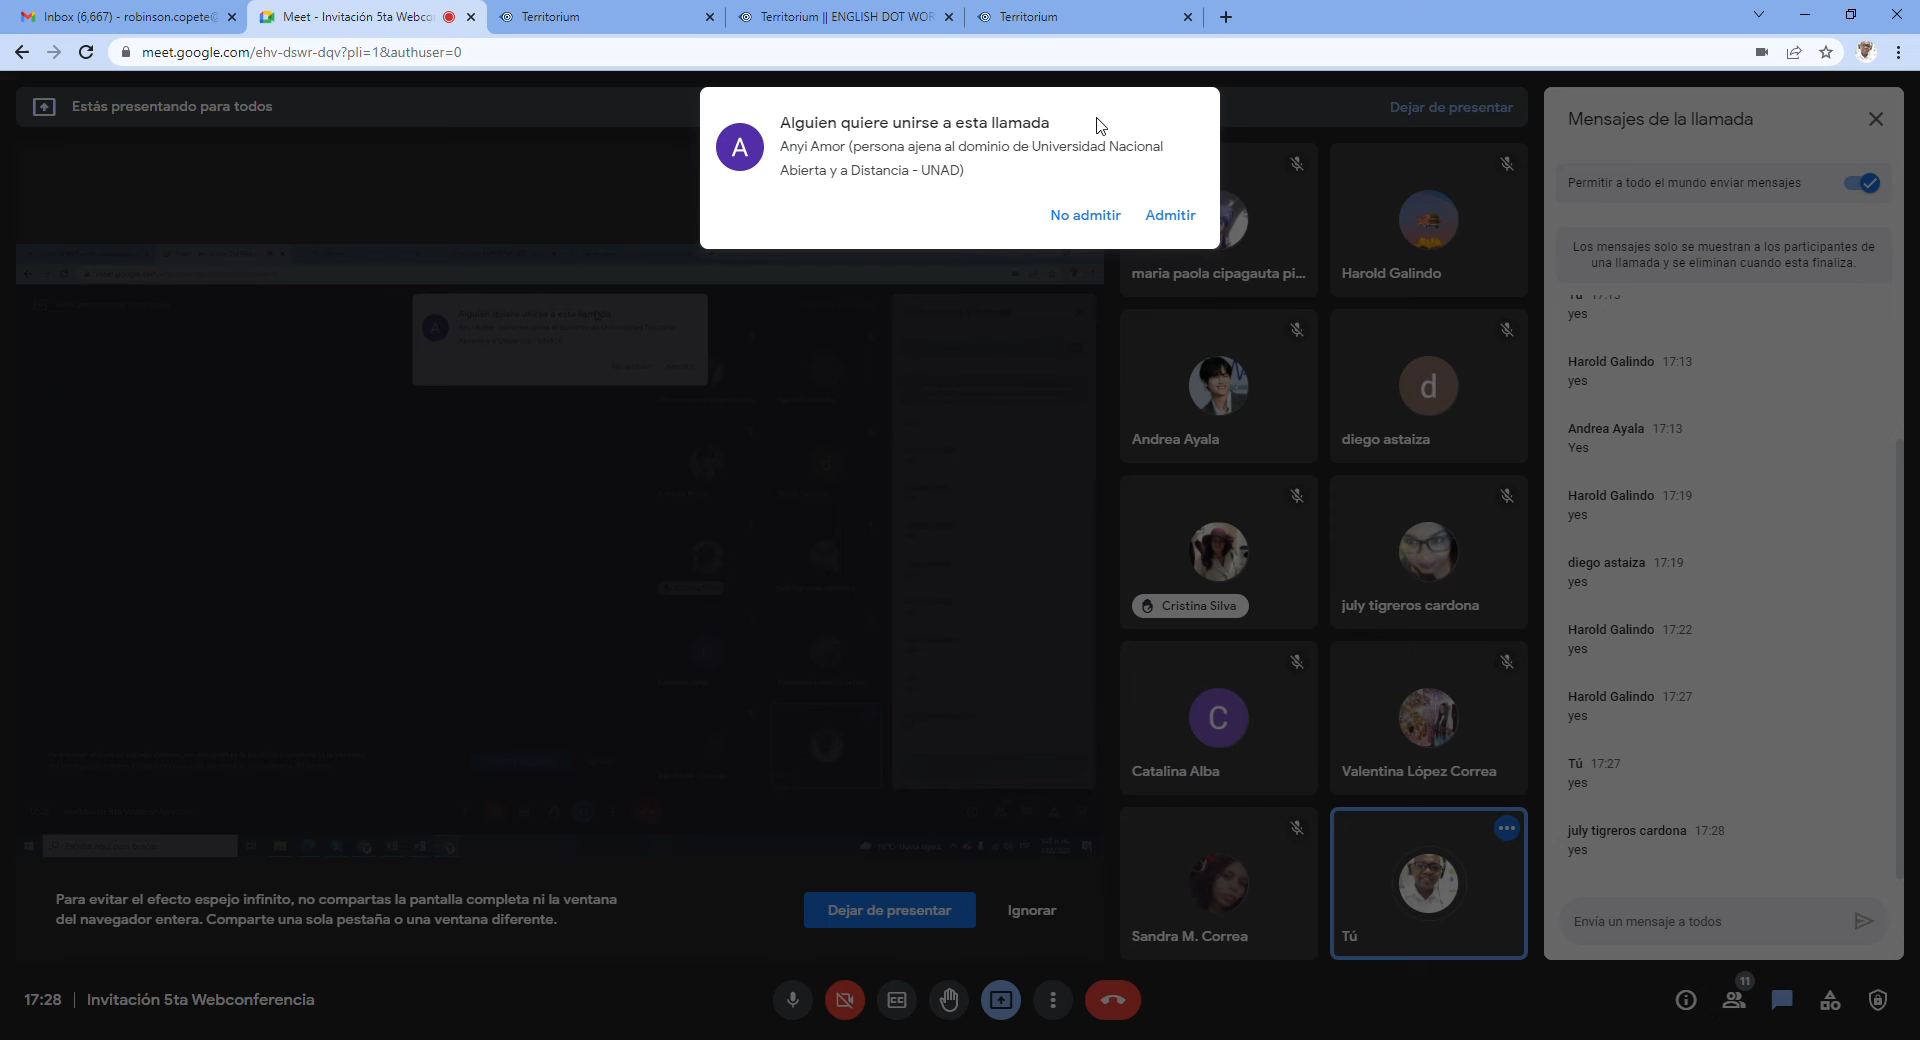 Inbox (6,667) - robinson.copete@
Meet - Invitación 5ta Webco
Territorium
Territorium || ENGLISH DOT WOR
Territorium
meet.google.com/ehv-dswr-dqv?pli=1&authuser=0
Estás presentando para todos
Dejar de presentar
Alguien quiere unirse a esta llamada
A
Anyi Amor (persona ajena al dominio de Universidad Nacional
Abierta y a Distancia - UNAD)
No admitir Admitir
maria paola cipagauta pi...
Harold Galindo
Andrea Ayala
d
diego astaiza
Cristina Silva
july tigreros cardona
C
Catalina Alba
Valentina López Correa
Sandra M. Correa
Tú
Mensajes de la llamada
Permitir a todo el mundo enviar mensajes
Los mensajes solo se muestran a los participantes de
una llamada y se eliminan cuando esta finaliza.
Tú 17:13
yes
Harold Galindo 17:13
yes
Andrea Ayala 17:13
Yes
Harold Galindo 17:19
yes
diego astaiza 17:19
yes
Harold Galindo 17:22
yes
Harold Galindo 17:27
yes
Tú 17:27
yes
july tigreros cardona 17:28
yes
Envía un mensaje a todos
Alguien quiere unirse a esta llamada
Para evitar el efecto espejo infinito, no compartas la pantalla completa ni la ventana
del navegador entera. Comparte una sola pestaña o una ventana diferente.
Dejar de presentar
Ignorar
17:28 | Invitación 5ta Webconferencia
11